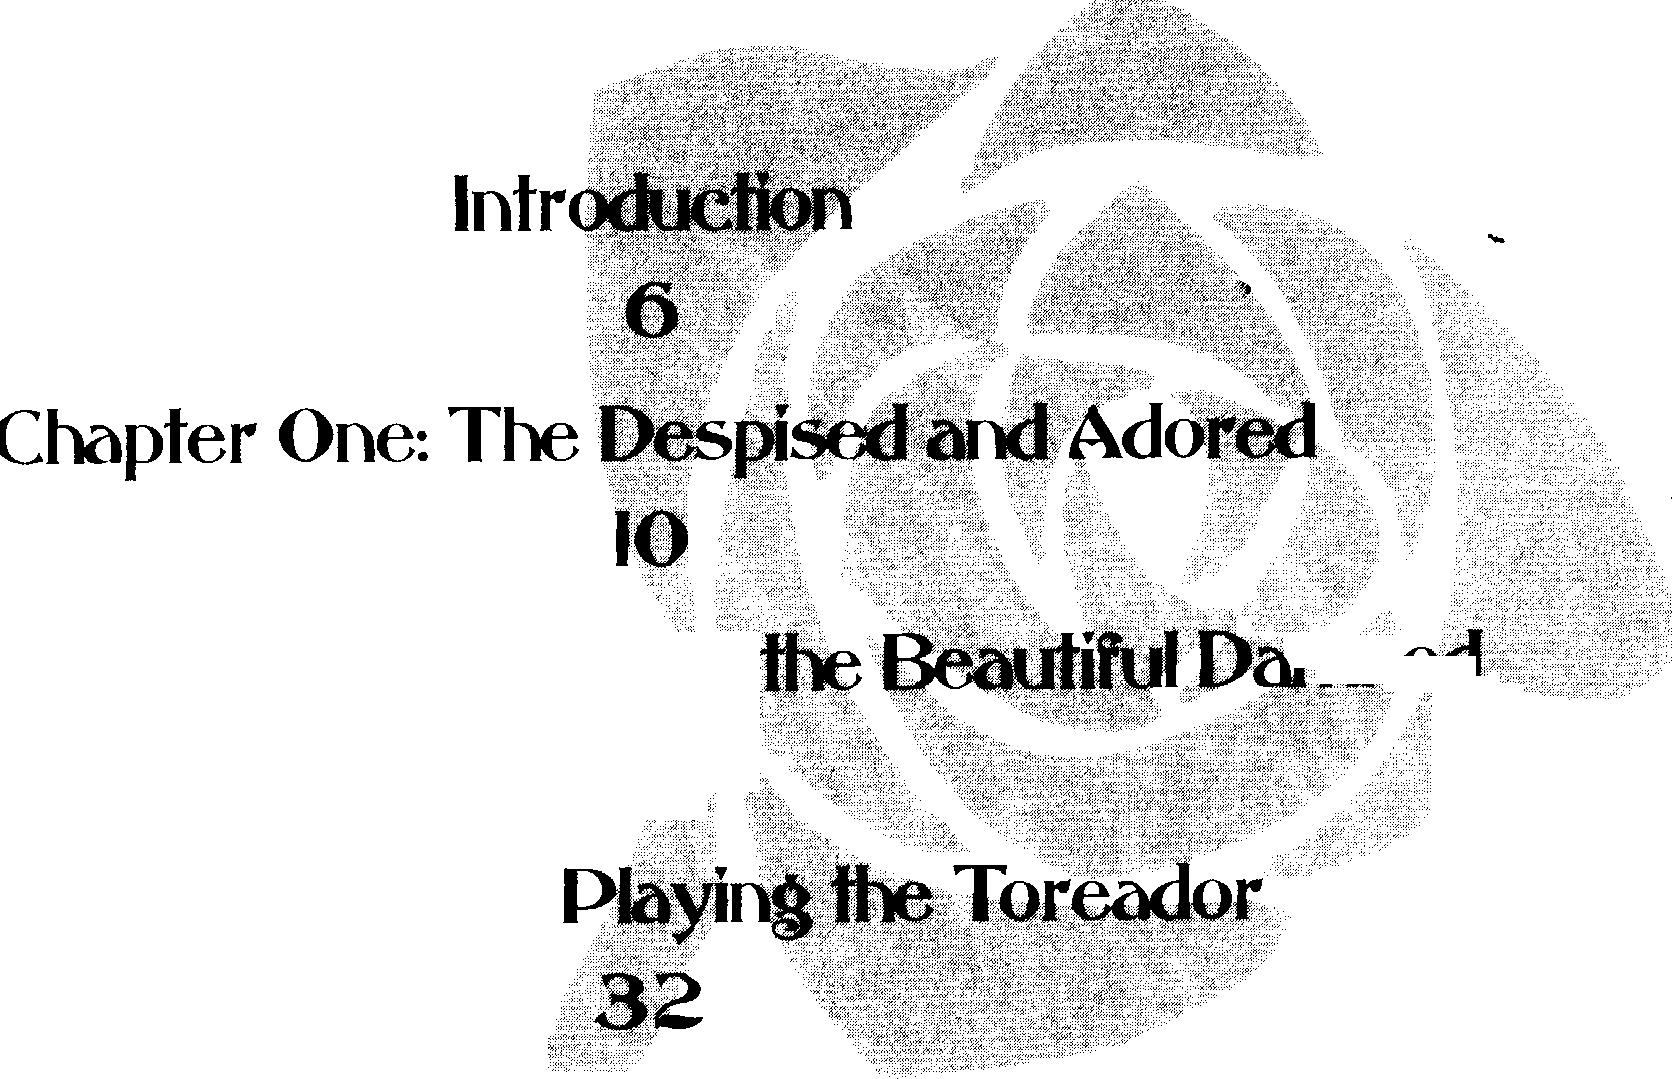 Introduction
6
Chapter One: The Despised and Adored
10
the Beautiful
Playing the Toreador
32